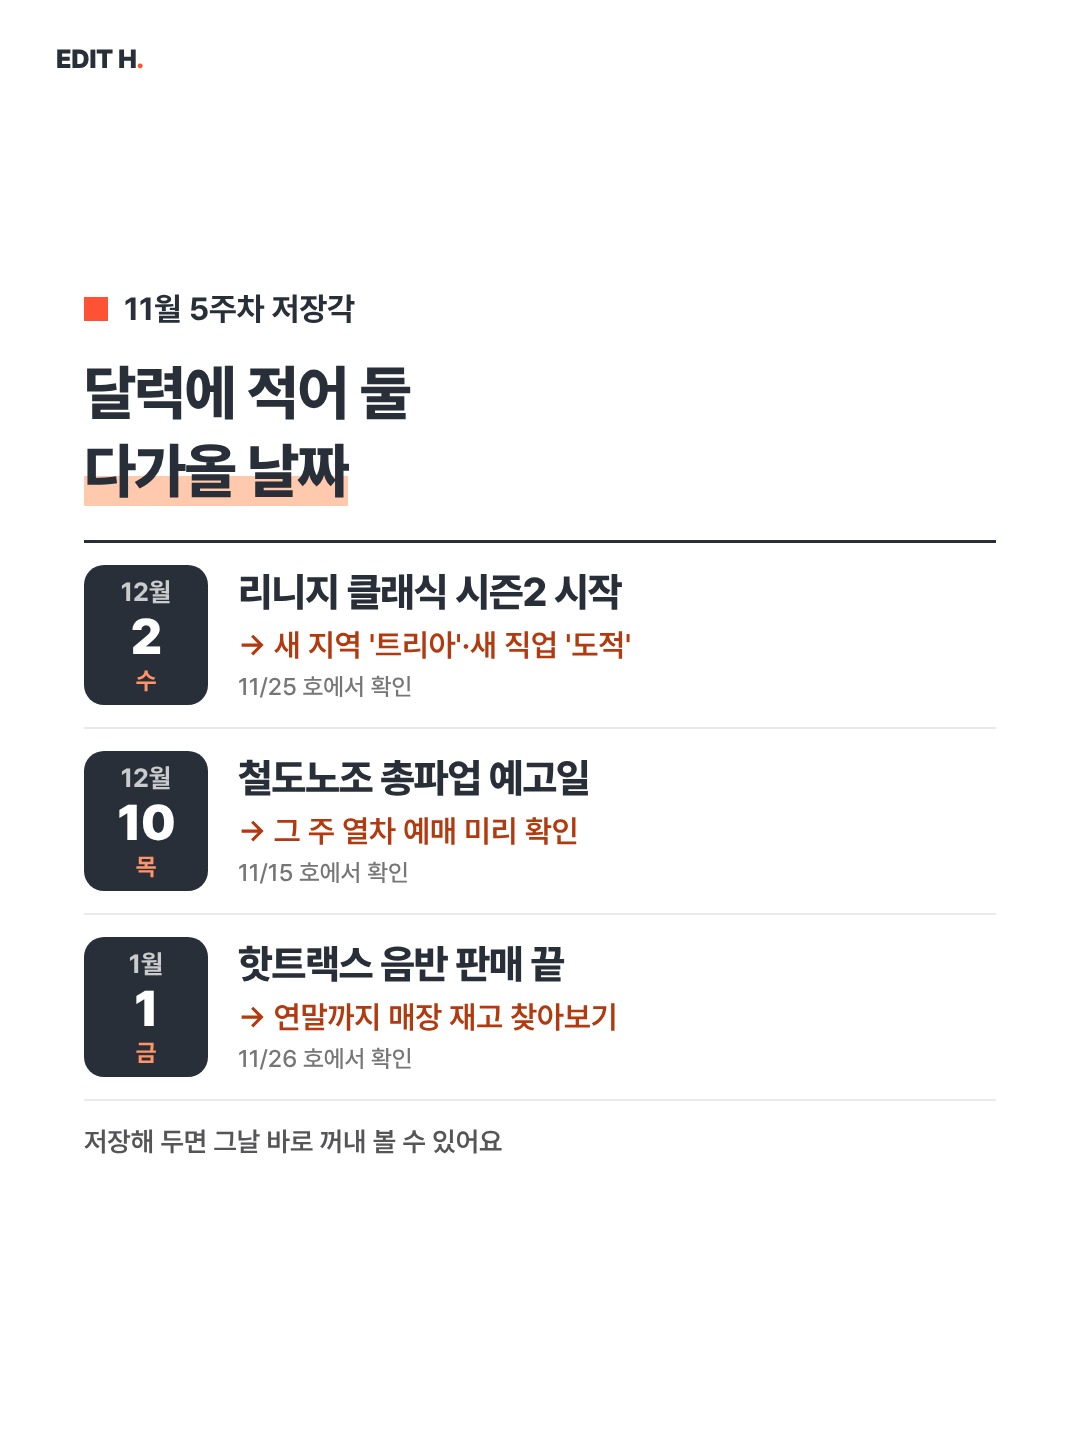 EDIT H.
11월 5주차 저장각
달력에 적어 둘
다가올 날짜
12월
2
수
리니지 클래식 시즌2 시작
→ 새 지역 '트리아'·새 직업 '도적'
11/25 호에서 확인
12월
10
목
철도노조 총파업 예고일
→ 그 주 열차 예매 미리 확인
11/15 호에서 확인
1월
1
금
핫트랙스 음반 판매 끝
→ 연말까지 매장 재고 찾아보기
11/26 호에서 확인
저장해 두면 그날 바로 꺼내 볼 수 있어요